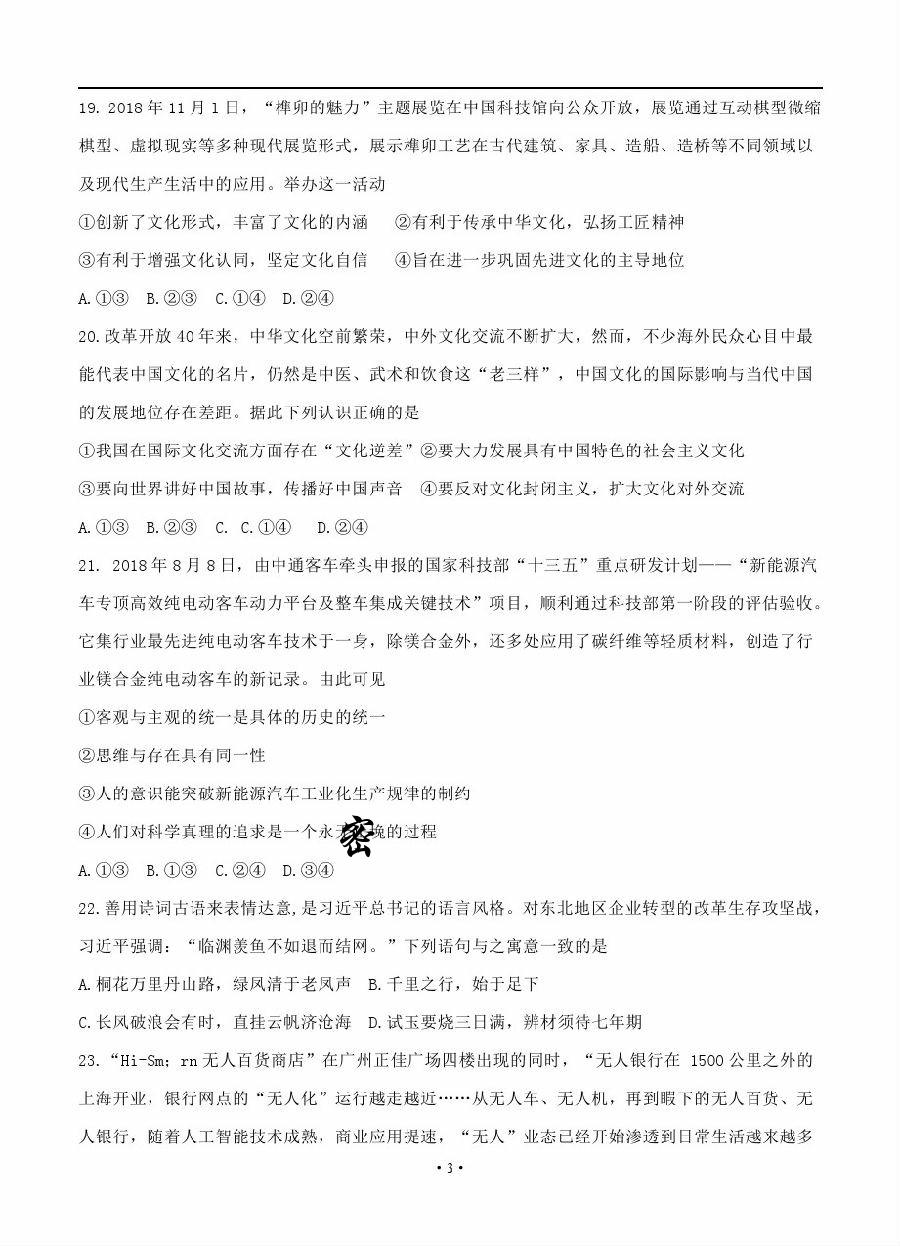 19. 2018 年 11 月 1 日，“榫卯的魅力”主题展览在中国科技馆向公众开放，展览通过互动棋型微缩
棋型、虚拟现实等多种现代展览形式，展示榫卯工艺在古代建筑、家具、造船、造桥等不同领域以
及现代生产生活中的应用。举办这一活动
①创新了文化形式，丰富了文化的内涵 ②有利于传承中华文化，弘扬工匠精神
③有利于增强文化认同，坚定文化自信 ④旨在进一步巩固先进文化的主导地位
A.①③ B.②③ C.①④ D.②④
20.改革开放 40 年来，中华文化空前繁荣，中外文化交流不断扩大，然而，不少海外民众心目中最
能代表中国文化的名片，仍然是中医、武术和饮食这“老三样”，中国文化的国际影响与当代中国
的发展地位存在差距。据此下列认识正确的是
①我国在国际文化交流方面存在“文化逆差”②要大力发展具有中国特色的社会主义文化
③要向世界讲好中国故事，传播好中国声音 ④要反对文化封闭主义，扩大文化对外交流
A.①③ B.②③ C. C.①④ D.②④
21. 2018 年 8 月 8 日，由中通客车牵头申报的国家科技部“十三五”重点研发计划——“新能源汽
车专顶高效纯电动客车动力平台及整车集成关键技术”项目，顺利通过科技部第一阶段的评估验收。
它集行业最先进纯电动客车技术于一身，除镁合金外，还多处应用了碳纤维等轻质材料，创造了行
业镁合金纯电动客车的新记录。由此可见
①客观与主观的统一是具体的历史的统一
②思维与存在具有同一性
③人的意识能突破新能源汽车工业化生产规律的制约
④人们对科学真理的追求是一个永无 的过程
密
A.①③ B.①③ C.②④ D.③④
22.善用诗词古语来表情达意,是习近平总书记的语言风格。对东北地区企业转型的改革生存攻坚战，
习近平强调：“临渊羡鱼不如退而结网。”下列语句与之寓意一致的是
A.桐花万里丹山路，绿凤清于老凤声 B.千里之行，始于足下
C.长风破浪会有时，直挂云帆济沧海 D.试玉要烧三日满，辨材须待七年期
23.“Hi-Sm；rn 无人百货商店”在广州正佳广场四楼出现的同时，“无人银行在 1500 公里之外的
上海开业，银行网点的“无人化”运行越走越近……从无人车、无人机，再到暇下的无人百货、无
人银行，随着人工智能技术成熟，商业应用提速，“无人”业态已经开始渗透到日常生活越来越多
·3·